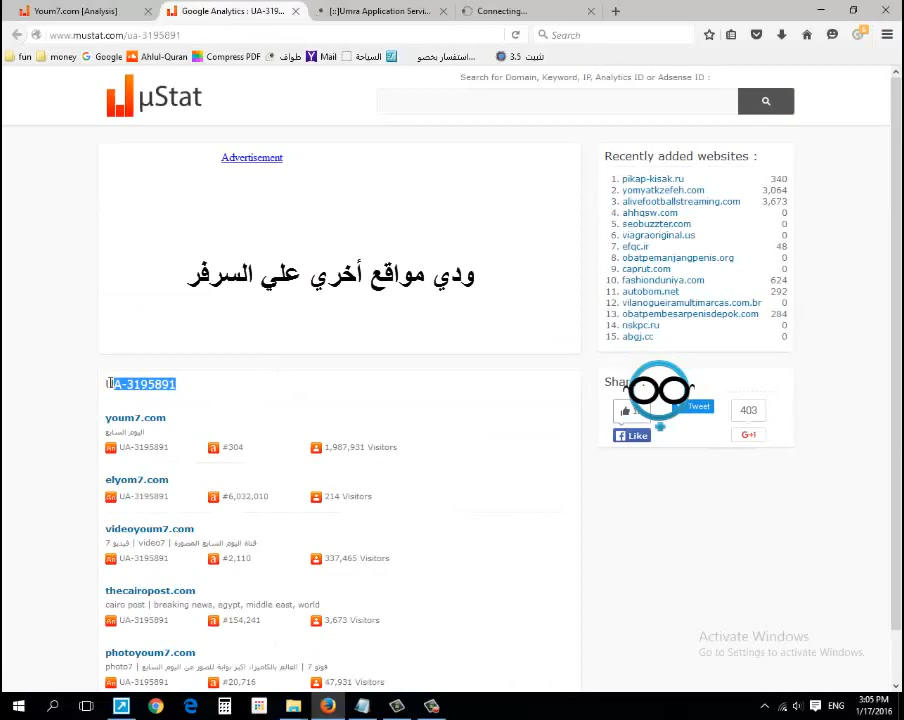 Youm7.com [Analysis]
Google Analytics : UA-319...
[::]Umra Application Servi...
Connecting...
www.mustat.com/ua-3195891
Search
fun
money
Google
Ahlul-Quran
Compress PDF
طواف
Mail
السياحة
استفسار بخصو...
تثبيت 3.5
µStat
Search for Domain, Keyword, IP, Analytics ID or Adsense ID :
Advertisement
ودي مواقع أخري علي السرفر
Recently added websites :
1. pikap-kisak.ru 340
2. yomyatkzefeh.com 3,064
3. alivefootballstreaming.com 3,673
4. ahhqsw.com 0
5. seobuzzter.com 0
6. viagraoriginal.us 0
7. efqc.ir 48
8. obatpemanjangpenis.org 0
9. caprut.com 0
10. fashionduniya.com 624
11. autobom.net 292
12. vilanogueiramultimarcas.com.br 0
13. obatpembesarpenisdepok.com 284
14. nskpc.ru 0
15. abgj.cc 0
UA-3195891
youm7.com
اليوم السابع
UA-3195891 #304 1,987,931 Visitors
elyom7.com
UA-3195891 #6,032,010 214 Visitors
videoyoum7.com
قناة اليوم السابع المصورة | video7 | فيديو 7
UA-3195891 #2,110 337,465 Visitors
thecairopost.com
cairo post | breaking news, egypt, middle east, world
UA-3195891 #154,241 3,673 Visitors
photoyoum7.com
فوتو 7 | العالم بالكاميرا، اكبر بوابة للصور من اليوم السابع | photo7
UA-3195891 #20,716 47,931 Visitors
Tweet
403
Like
G+1
Activate Windows
Go to Settings to activate Windows.
ENG
3:05 PM
1/17/2016